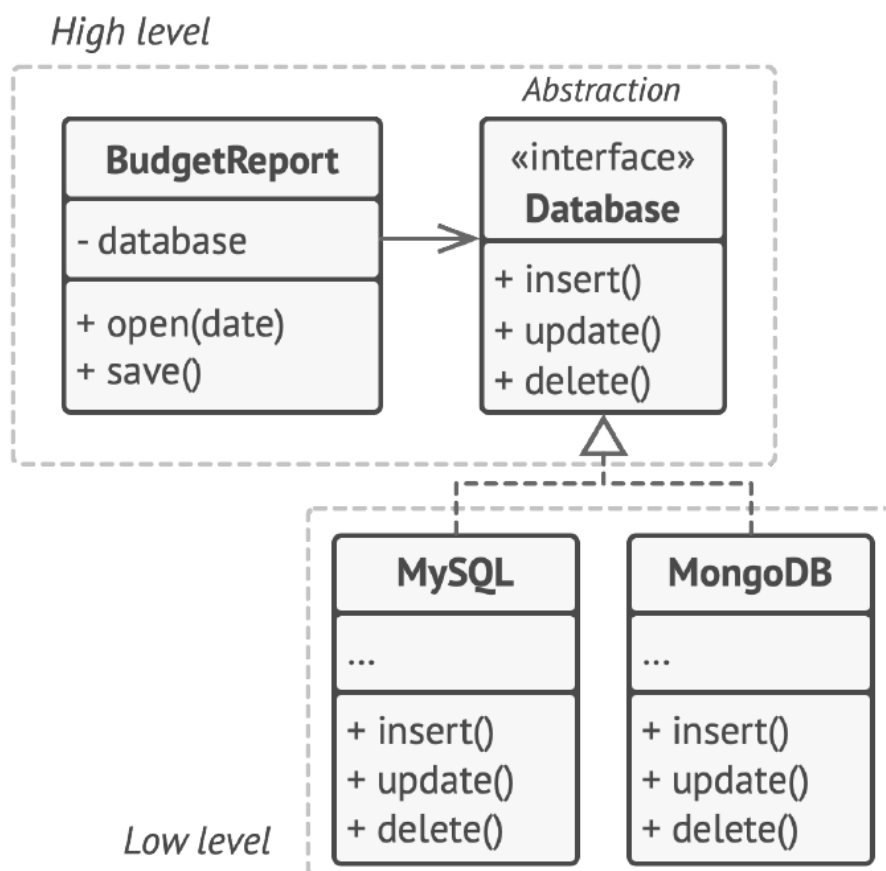 High level
Abstraction
BudgetReport
- database
+ open(date)
+ save()
«interface»
Database
+ insert()
+ update()
+ delete()
MySQL
...
+ insert()
+ update()
+ delete()
MongoDB
...
+ insert()
+ update()
+ delete()
Low level